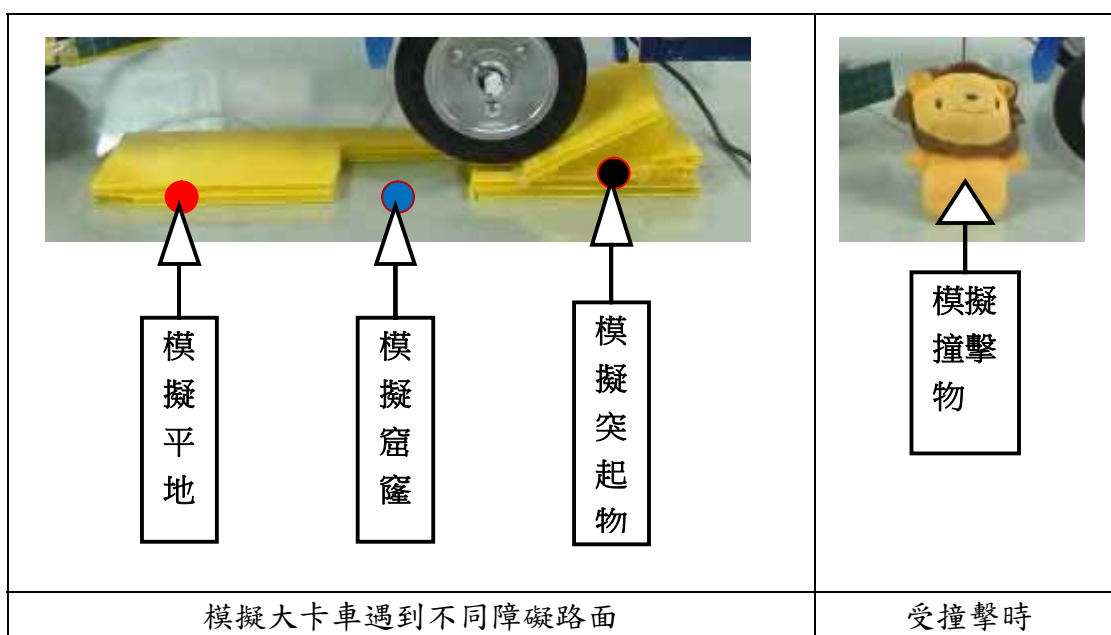 模擬平地
模擬窟窿
模擬突起物
模擬
撞擊
物
模擬大卡車遇到不同障礙路面
受撞擊時